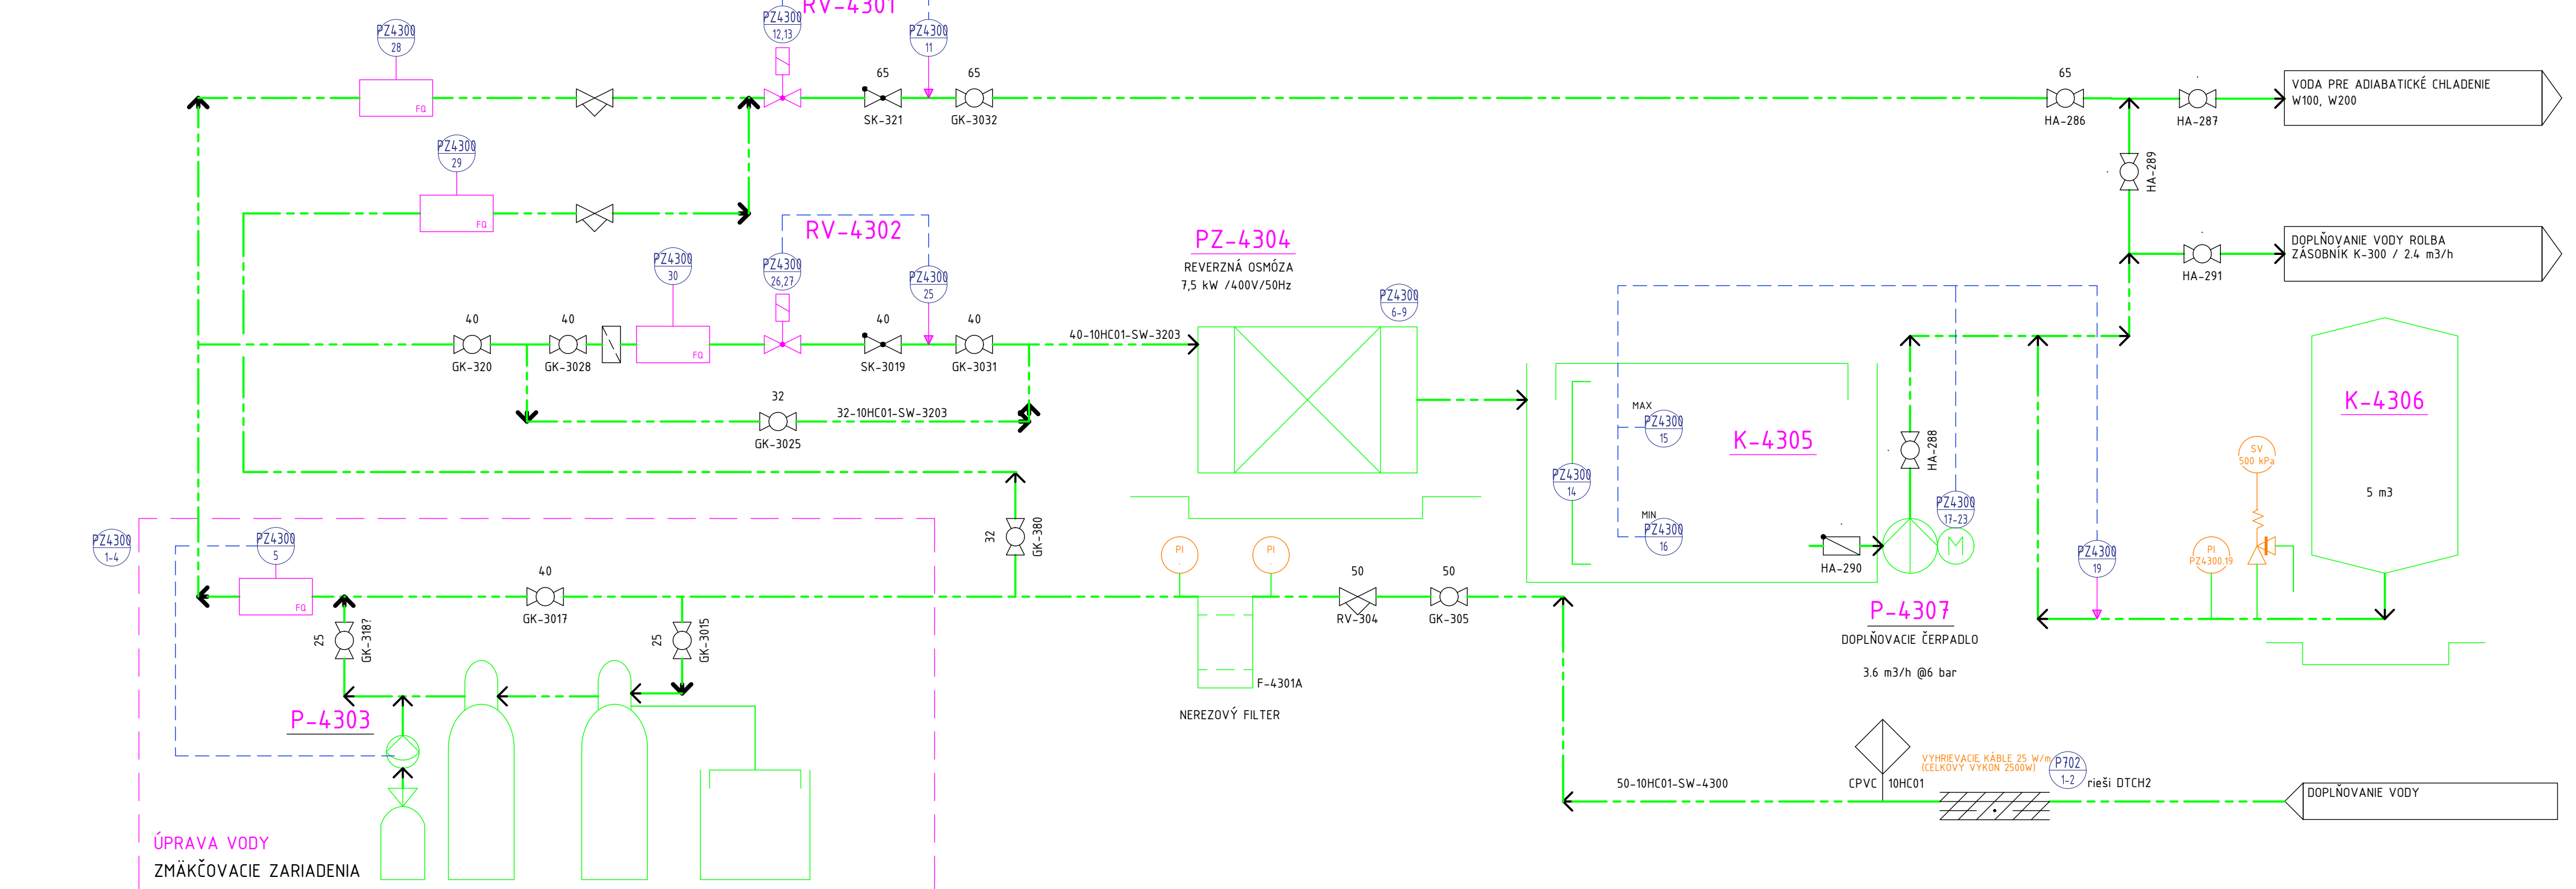 RV-4301
PZ4300
28
PZ4300
12,13
PZ4300
11
FQ
65
SK-321
65
GK-3032
65
HA-286
HA-287
VODA PRE ADIABATICKÉ CHLADENIE
W100, W200
PZ4300
29
FQ
HA-289
RV-4302
PZ4300
30
PZ4300
26,27
PZ4300
25
PZ-4304
REVERZNÁ OSMÓZA
7,5 kW /400V/50Hz
PZ4300
6-9
DOPLŇOVANIE VODY ROLBA
ZÁSOBNÍK K-300 / 2.4 m3/h
HA-291
40
GK-320
40
GK-3028
FQ
40
SK-3019
40
GK-3031
40-10HC01-SW-3203
32
GK-3025
32-10HC01-SW-3203
MAX
PZ4300
15
K-4305
PZ4300
14
MIN
PZ4300
16
HA-288
PZ4300
17-23
M
HA-290
K-4306
5 m3
SV
500 kPa
PI
PZ4300.19
PZ4300
19
PZ4300
1-4
PZ4300
5
FQ
40
GK-3017
32
GK-380
25
GK-318?
25
GK-3015
PI
PI
50
RV-304
50
GK-305
F-4301A
NEREZOVÝ FILTER
P-4307
DOPLŇOVACIE ČERPADLO
3.6 m3/h @6 bar
P-4303
50-10HC01-SW-4300
CPVC
10HC01
VYHRIEVACIE KÁBLE 25 W/m
(CELKOVÝ VÝKON 2500W)
P702
1-2
rieši DTCH2
DOPLŇOVANIE VODY
ÚPRAVA VODY
ZMÄKČOVACIE ZARIADENIA